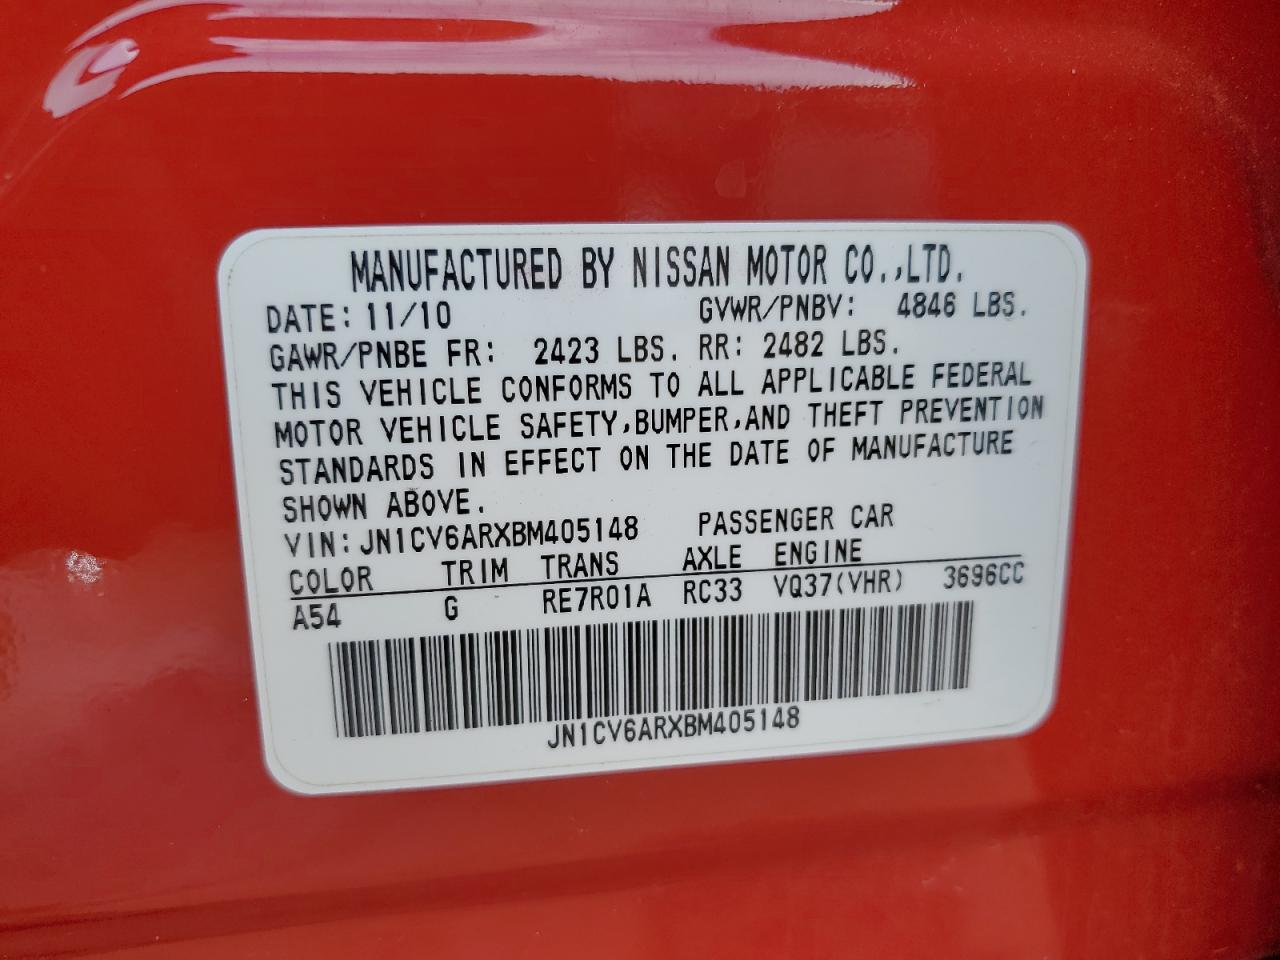 MANUFACTURED BY NISSAN MOTOR CO.,LTD.
DATE: 11/10 GVWR/PNBV: 4846 LBS.
GAWR/PNBE FR: 2423 LBS. RR: 2482 LBS.
THIS VEHICLE CONFORMS TO ALL APPLICABLE FEDERAL
MOTOR VEHICLE SAFETY,BUMPER,AND THEFT PREVENTION
STANDARDS IN EFFECT ON THE DATE OF MANUFACTURE
SHOWN ABOVE.
VIN: JN1CV6ARXBM405148 PASSENGER CAR
COLOR TRIM TRANS AXLE ENGINE
A54 G RE7R01A RC33 VQ37(VHR) 3696CC
JN1CV6ARXBM405148